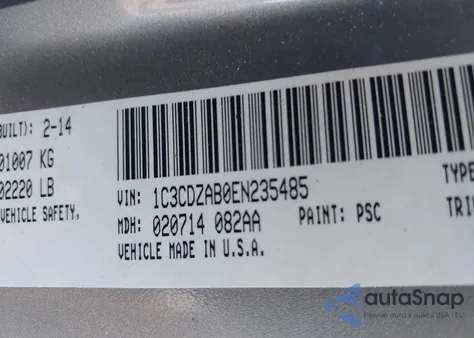 BUILT): 2-14
01007 KG
02220 LB
VEHICLE SAFETY,
VIN: 1C3CDZAB0EN235485
TYPE
MDH: 020714 082AA
PAINT: PSC
TRI
VEHICLE MADE IN U.S.A.
autaSnap